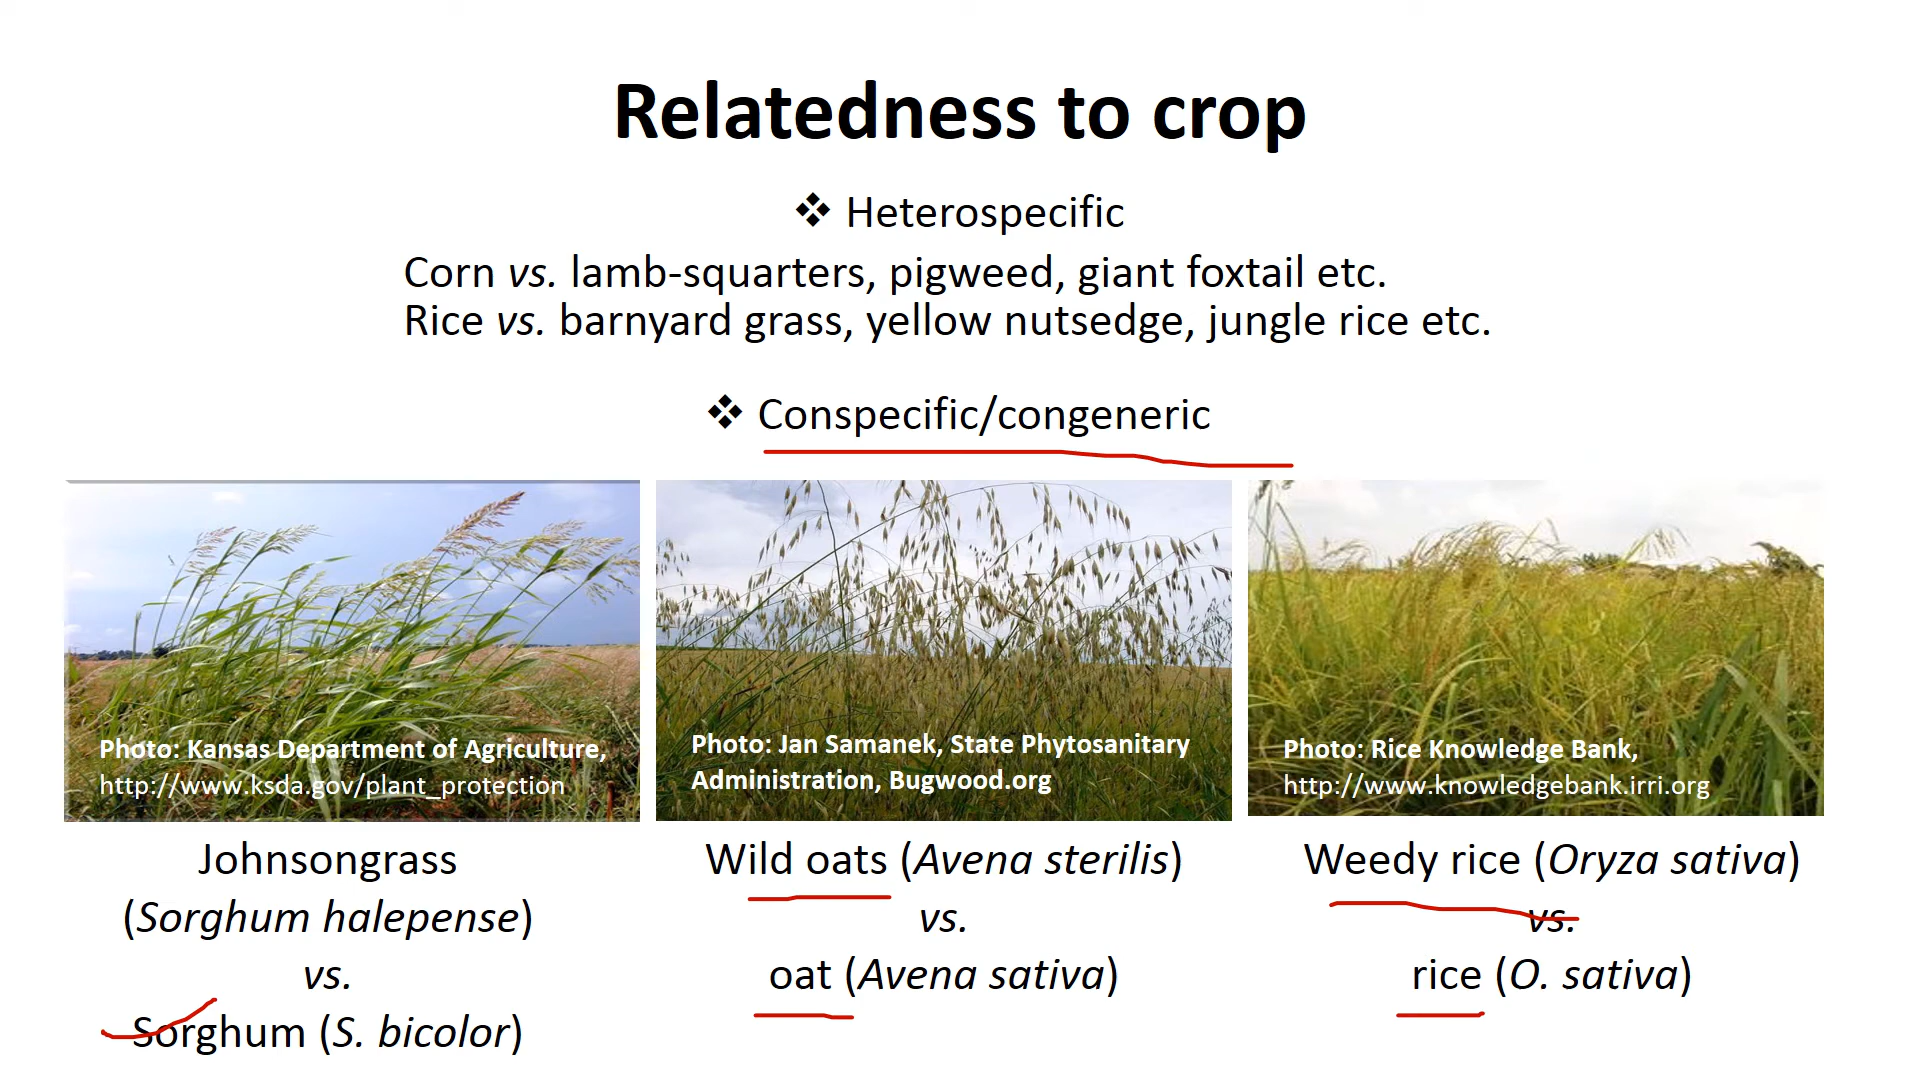 Relatedness to crop
❖ Heterospecific
Corn vs. lamb-squarters, pigweed, giant foxtail etc.
Rice vs. barnyard grass, yellow nutsedge, jungle rice etc.
❖ Conspecific/congeneric
Photo: Kansas Department of Agriculture,
http://www.ksda.gov/plant_protection
Johnsongrass
(Sorghum halepense)
vs.
Sorghum (S. bicolor)
Photo: Jan Samanek, State Phytosanitary
Administration, Bugwood.org
Wild oats (Avena sterilis)
vs.
oat (Avena sativa)
Photo: Rice Knowledge Bank,
http://www.knowledgebank.irri.org
Weedy rice (Oryza sativa)
vs.
rice (O. sativa)